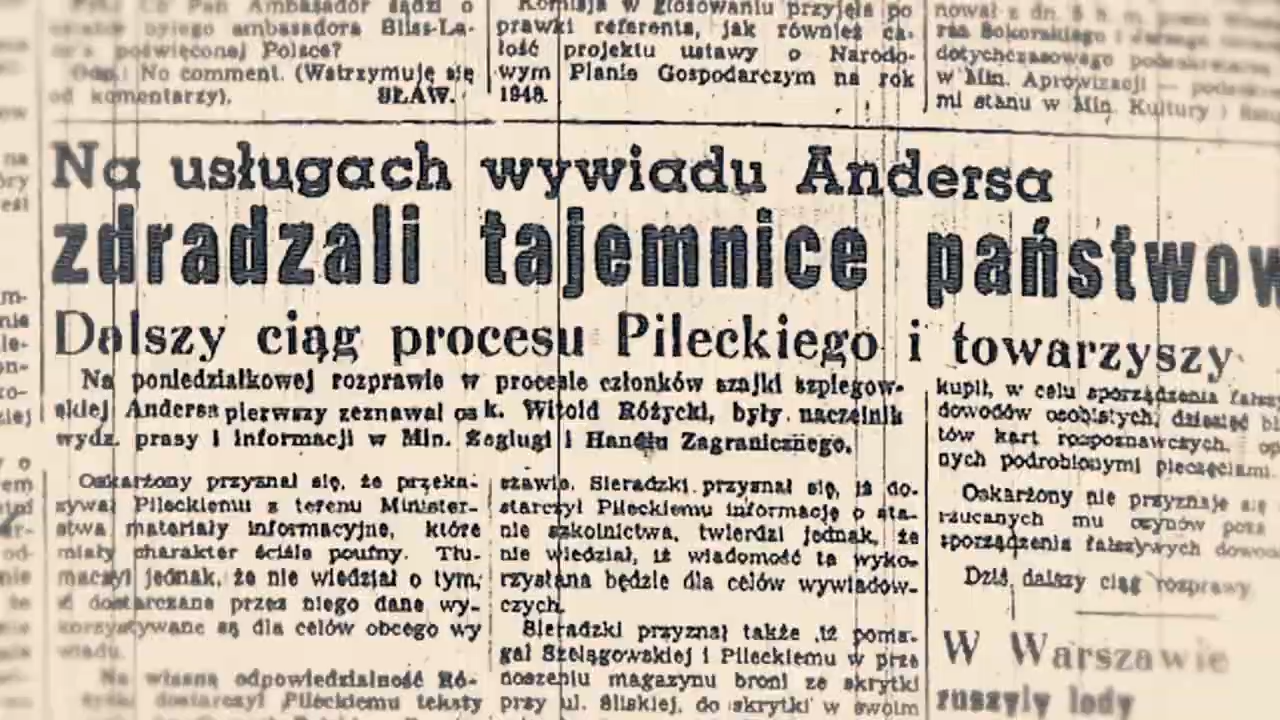 Pan Ambasador sądzi o
byłego ambasadora Bliss-La-
poświęconej Polsce?
Odp.: No comment. (Wstrzymuję się
od komentarzy). SŁAW.
Komisja w głosowaniu przyjęła po
prawki referenta, jak również ca-
łość projektu ustawy o Narodo-
wym Planie Gospodarczym na rok
1948.
dotychczasowego
w Min. Aprowizacji —
mi stanu w Min. Kultury i
Na usługach wywiadu Andersa
zdradzali tajemnice państwow
Dalszy ciąg procesu Pileckiego i towarzyszy
Na poniedziałkowej rozprawie w procesie członków szajki szpiegow-
skiej Andersa pierwszy zeznawał osk. Witold Różycki, były naczelnik
wydz. prasy i informacji w Min. Żeglugi i Handlu Zagranicznego.
Oskarżony przyznał się, że przeka-
zywał Pileckiemu z terenu Minister-
stwa materiały informacyjne, które
miały charakter ściśle poufny. Tłu-
maczył jednak, że nie wiedział o tym,
iż dostarczane przez niego dane wy-
korzystywane są dla celów obcego wy
wiadu.
Na własną odpowiedzialność Ró-
dostarczył Pileckiemu teksty
szawie. Sieradzki przyznał się, iż do-
starczył Pileckiemu informację o sta-
nie szkolnictwa, twierdzi jednak, że
nie wiedział, iż wiadomość ta wyko-
rzystana będzie dla celów wywiadow-
czych.
Sieradzki przyznał także iż poma-
gał Szelągowskiej i Pileckiemu w prze
noszeniu magazynu broni ze skrytki
przy ul. Śliskiej, do skrytki w swoim
kupił, w celu sporządzenia fałszy
dowodów osobistych, dziesięć bl
tów kart rozpoznawczych, op
nych podrobionymi pieczęciami.
Oskarżony nie przyznaje się
rzucanych mu czynów poza
sporządzenia fałszywych dowod
Dziś, dalszy ciąg rozprawy
W Warszawie
ruszyły lody